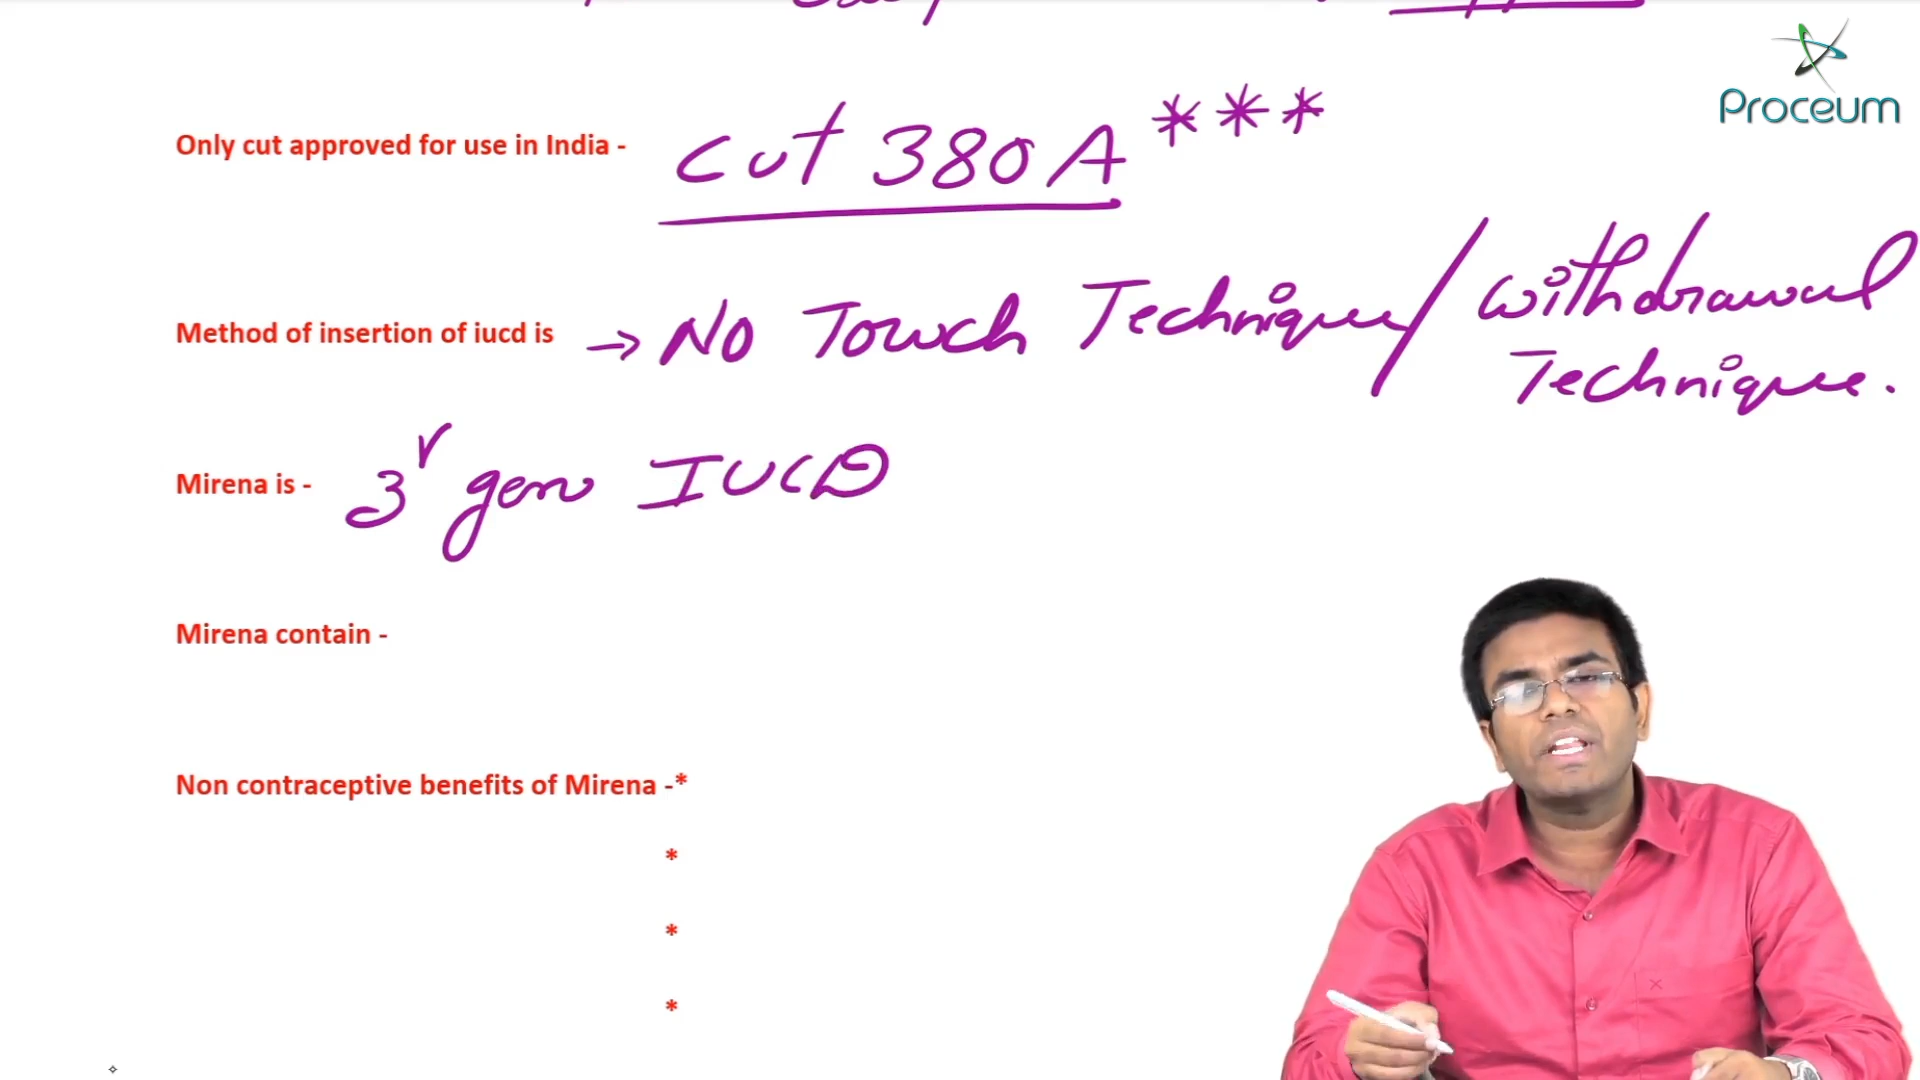 Proceum
Only cut approved for use in India - cut 380 A ***
Method of insertion of iucd is → No Touch Technique / withdrawal
Technique.
Mirena is - 3r gen IUCD
Mirena contain -
Non contraceptive benefits of Mirena -*
*
*
*